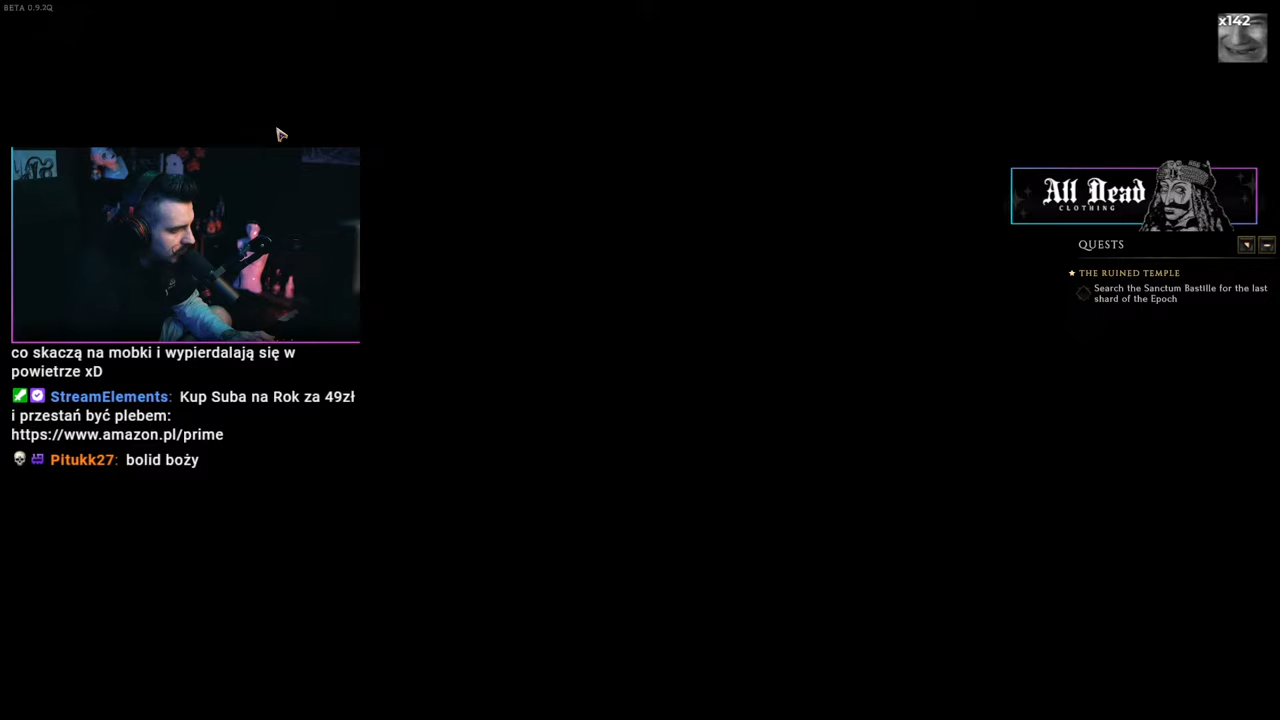 BETA 0.9.2Q
x142
All Dead
CLOTHING
QUESTS
THE RUINED TEMPLE
Search the Sanctum Bastille for the last
shard of the Epoch
co skaczą na mobki i wypierdalają się w
powietrze xD
StreamElements: Kup Suba na Rok za 49zł
i przestań być plebem:
https://www.amazon.pl/prime
Pitukk27: bolid boży